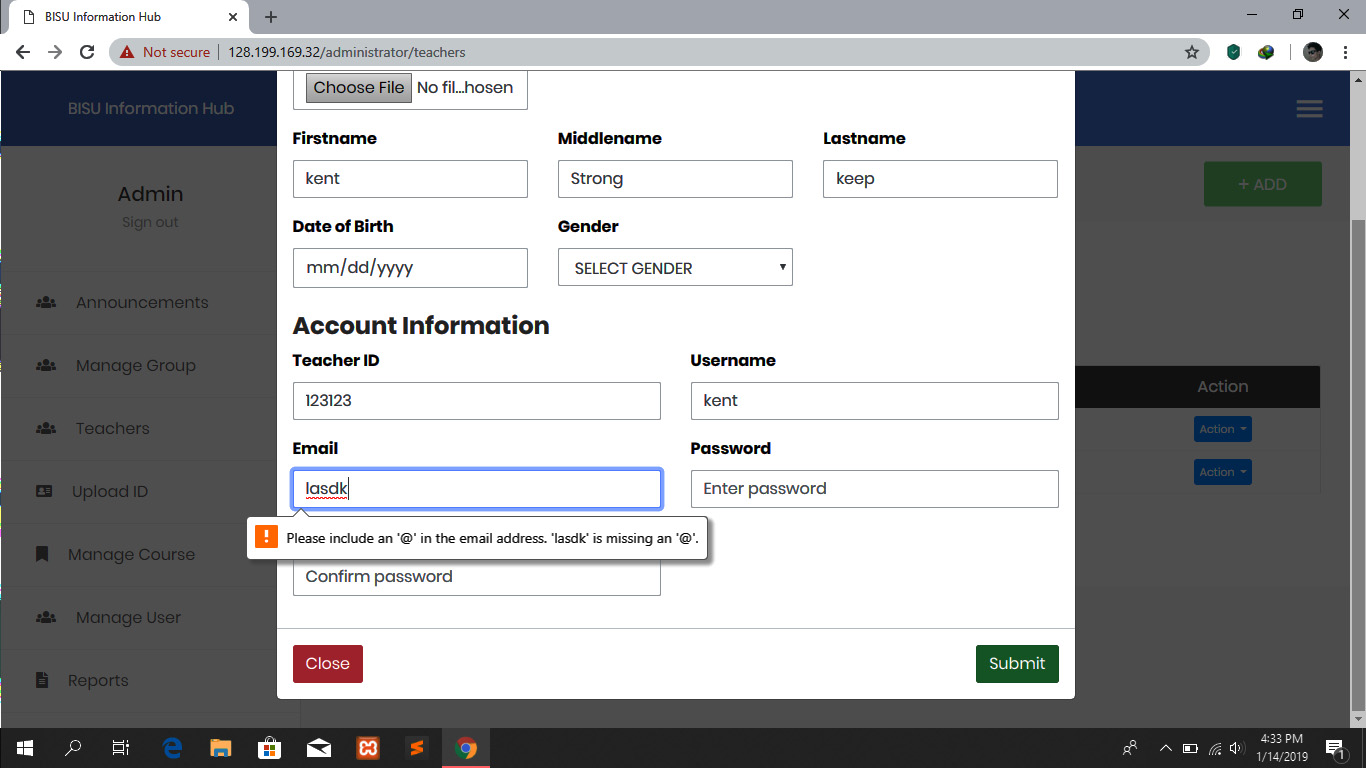 BISU Information Hub
Not secure
128.199.169.32/administrator/teachers
BISU Information Hub
Admin
Sign out
Announcements
Manage Group
Teachers
Upload ID
Manage Course
Manage User
Reports
+ ADD
Action
Action
Action
Choose File No fil...hosen
Firstname Middlename Lastname
kent Strong keep
Date of Birth Gender
mm/dd/yyyy SELECT GENDER
Account Information
Teacher ID Username
123123 kent
Email Password
lasdk Enter password
! Please include an '@' in the email address. 'lasdk' is missing an '@'.
Confirm password
Close Submit
4:33 PM
1/14/2019
1